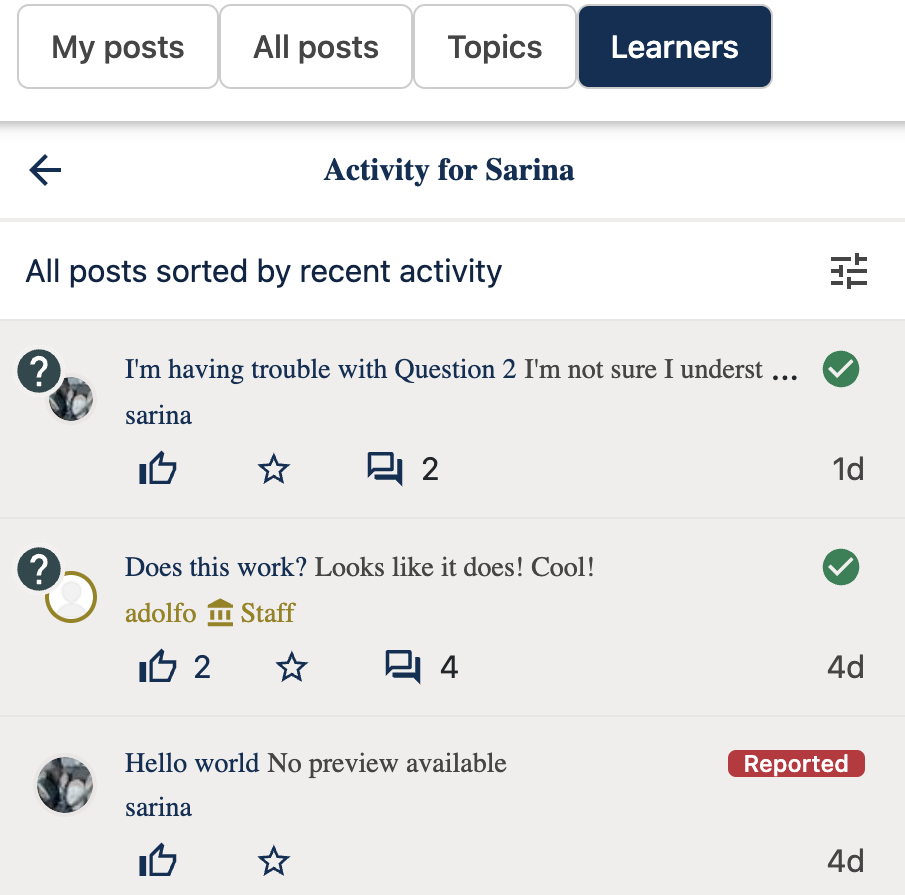 My posts All posts Topics Learners
Activity for Sarina
All posts sorted by recent activity
I'm having trouble with Question 2 I'm not sure I underst ...
sarina
2 1d
Does this work? Looks like it does! Cool!
adolfo Staff
2 4 4d
Hello world No preview available Reported
sarina
4d